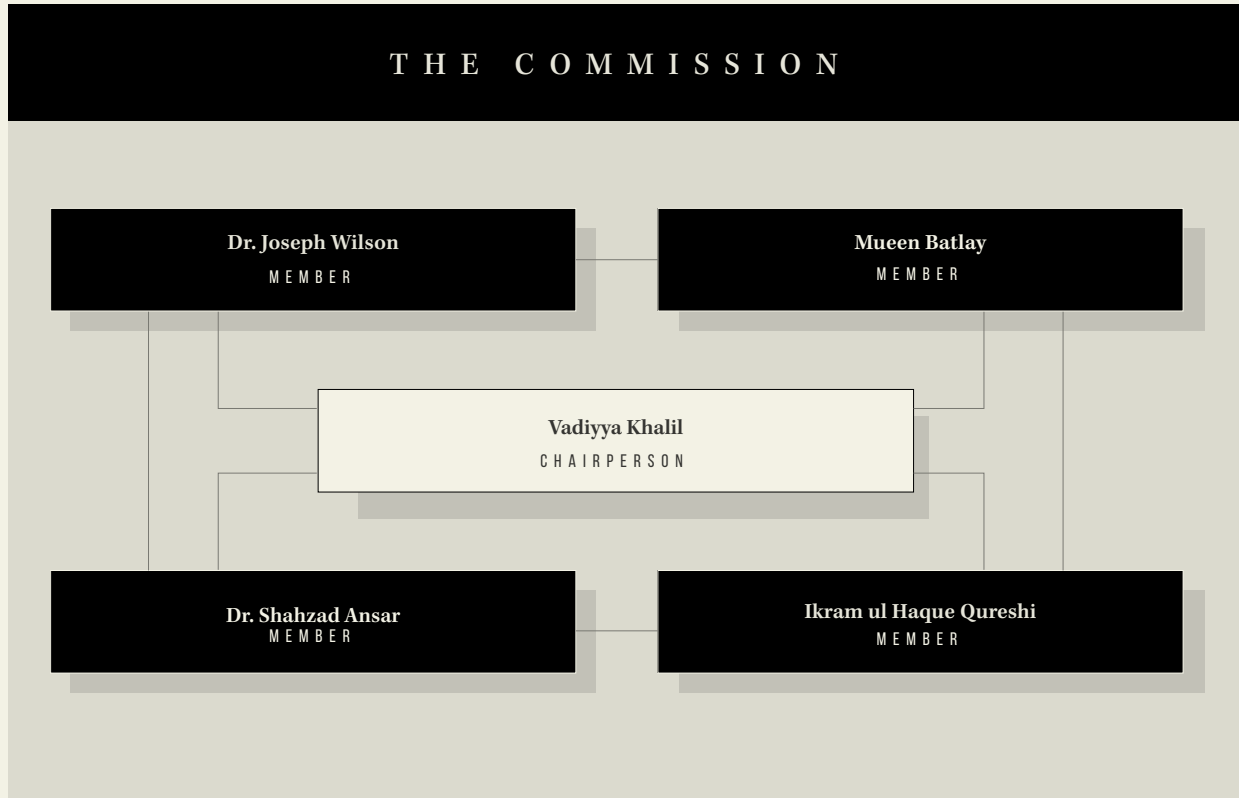 THE COMMISSION
Dr. Joseph Wilson
MEMBER
Mueen Batlay
MEMBER
Vadiyya Khalil
CHAIRPERSON
Dr. Shahzad Ansar
MEMBER
Ikram ul Haque Qureshi
MEMBER